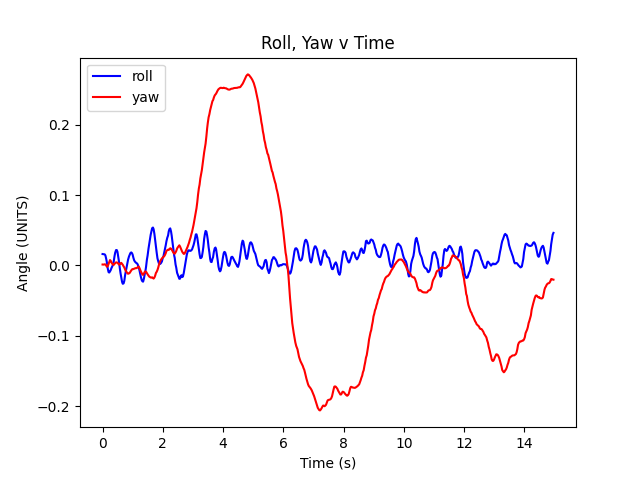 Roll, Yaw v Time
roll
yaw
Angle (UNITS)
0.2
0.1
0.0
−0.1
−0.2
0 2 4 6 8 10 12 14
Time (s)